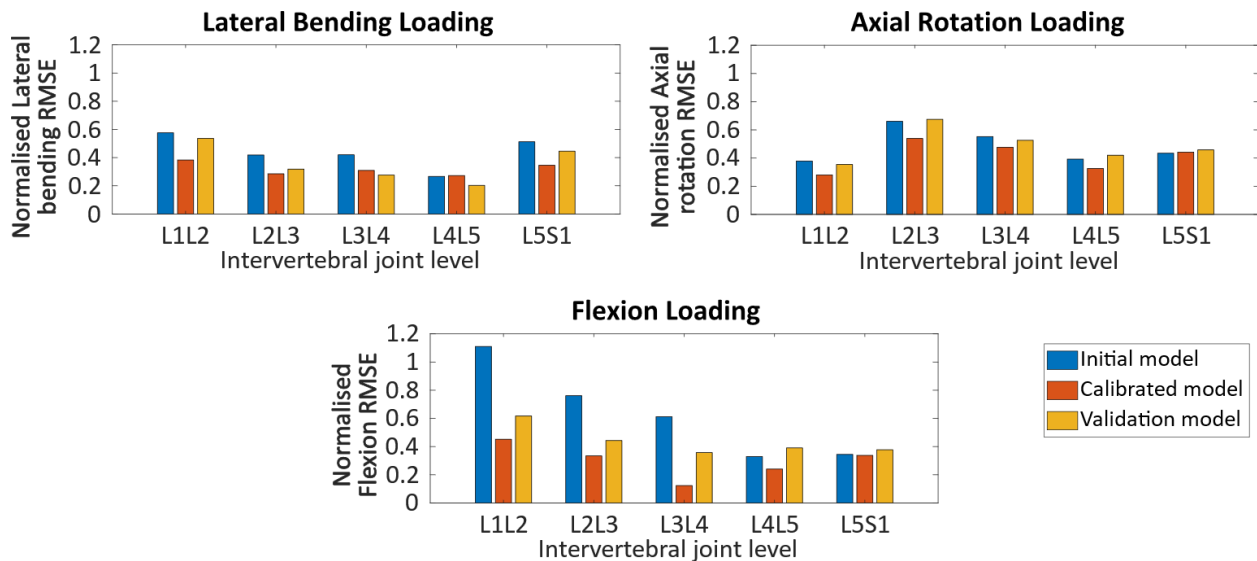 Lateral Bending Loading
Normalised Lateral
bending RMSE
1.2
1
0.8
0.6
0.4
0.2
0
L1L2 L2L3 L3L4 L4L5 L5S1
Intervertebral joint level
Axial Rotation Loading
Normalised Axial
rotation RMSE
1.2
1
0.8
0.6
0.4
0.2
0
L1L2 L2L3 L3L4 L4L5 L5S1
Intervertebral joint level
Flexion Loading
Normalised
Flexion RMSE
1.2
1
0.8
0.6
0.4
0.2
0
L1L2 L2L3 L3L4 L4L5 L5S1
Intervertebral joint level
Initial model
Calibrated model
Validation model